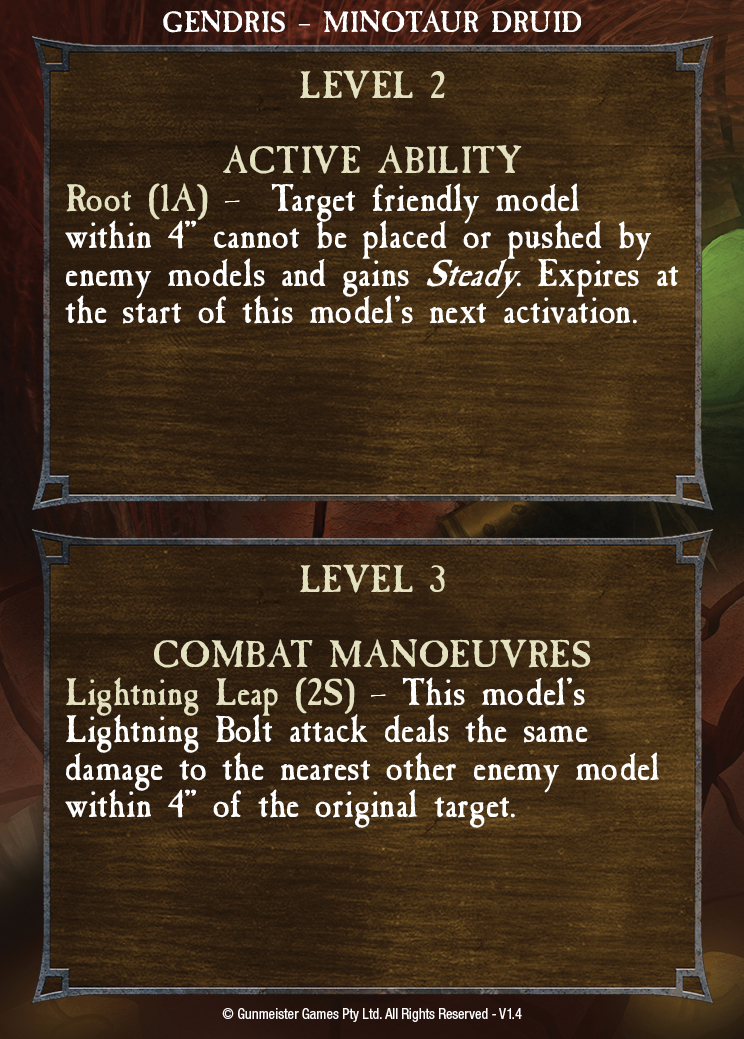 GENDRIS – MINOTAUR DRUID
LEVEL 2
ACTIVE ABILITY
Root (1A) – Target friendly model
within 4" cannot be placed or pushed by
enemy models and gains Steady. Expires at
the start of this model's next activation.
LEVEL 3
COMBAT MANOEUVRES
Lightning Leap (2S) – This model's
Lightning Bolt attack deals the same
damage to the nearest other enemy model
within 4" of the original target.
© Gunmeister Games Pty Ltd. All Rights Reserved - V1.4